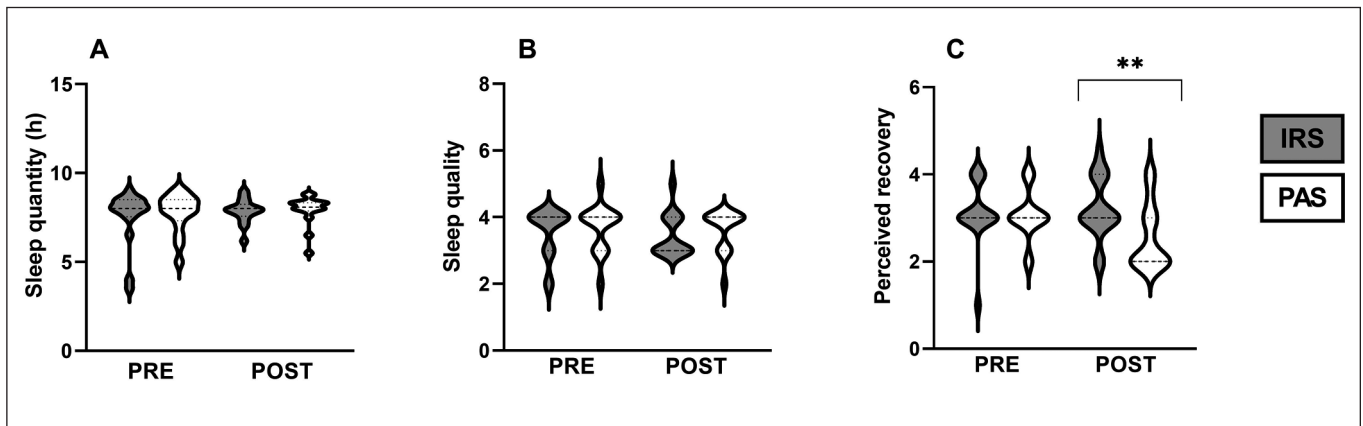 A
Sleep quantity (h)
15
10
5
0
PRE
POST
B
Sleep quality
8
6
4
2
0
PRE
POST
C
**
Perceived recovery
6
4
2
0
PRE
POST
IRS
PAS